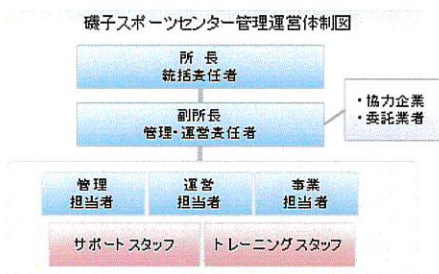 磯子スポーツセンター管理運営体制図
所 長
統括責任者
副所長
管理・運営責任者
・協力企業
・委託業者
管理
担当者
運営
担当者
事業
担当者
サポートスタッフ
トレーニングスタッフ